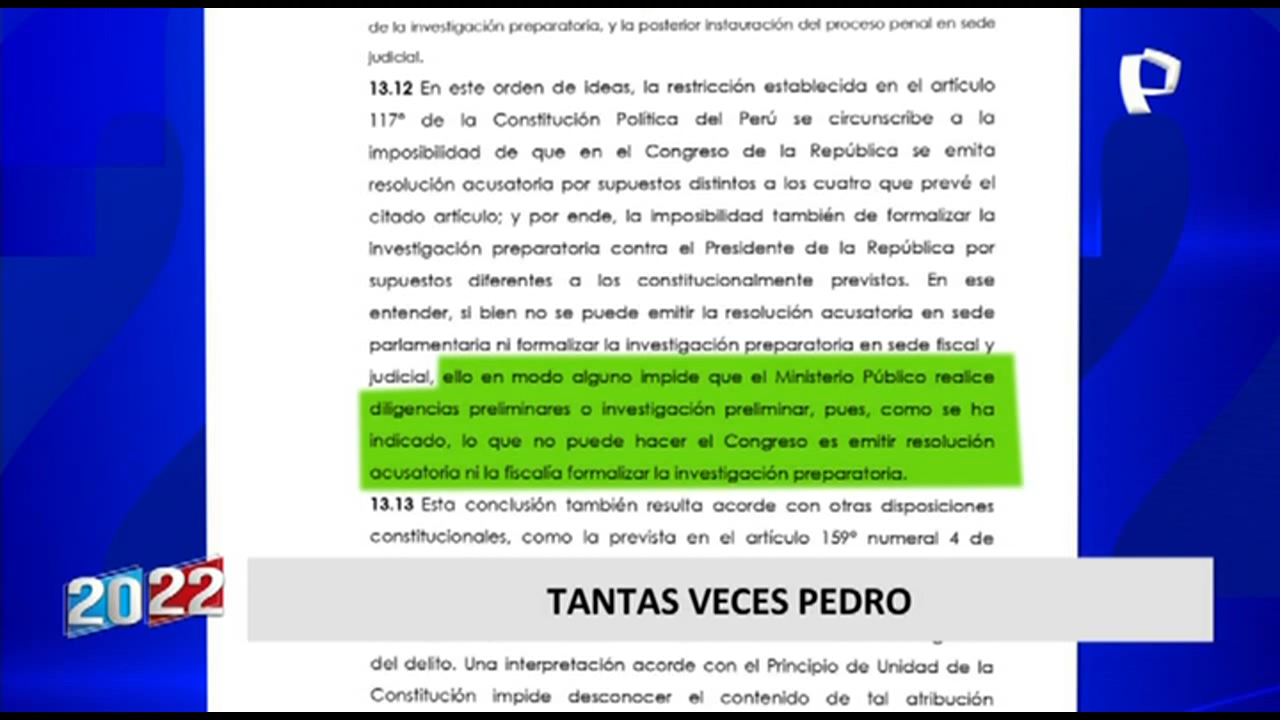 de la investigación preparatoria, y la posterior instauración del proceso penal en sede
judicial.
13.12 En este orden de ideas, la restricción establecida en el artículo
117° de la Constitución Política del Perú se circunscribe a la
imposibilidad de que en el Congreso de la República se emita
resolución acusatoria por supuestos distintos a los cuatro que prevé el
citado artículo; y por ende, la imposibilidad también de formalizar la
investigación preparatoria contra el Presidente de la República por
supuestos diferentes a los constitucionalmente previstos. En ese
entender, si bien no se puede emitir la resolución acusatoria en sede
parlamentaria ni formalizar la investigación preparatoria en sede fiscal y
judicial, ello en modo alguno impide que el Ministerio Público realice
diligencias preliminares o investigación preliminar, pues, como se ha
indicado, lo que no puede hacer el Congreso es emitir resolución
acusatoria ni la fiscalía formalizar la investigación preparatoria.
13.13 Esta conclusión también resulta acorde con otras disposiciones
constitucionales, como la prevista en el artículo 159° numeral 4 de
2022
TANTAS VECES PEDRO
del delito. Una interpretación acorde con el Principio de Unidad de la
Constitución impide desconocer el contenido de tal atribución